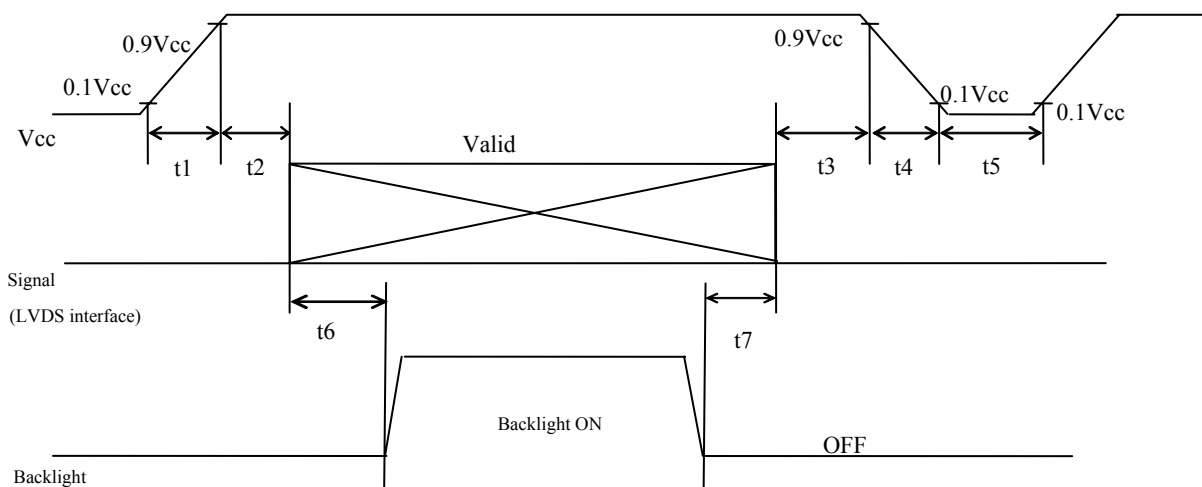 0.9Vcc
0.9Vcc
0.1Vcc
0.1Vcc
0.1Vcc
Vcc
t1
t2
Valid
t3
t4
t5
Signal
(LVDS interface)
t6
t7
Backlight ON
OFF
Backlight